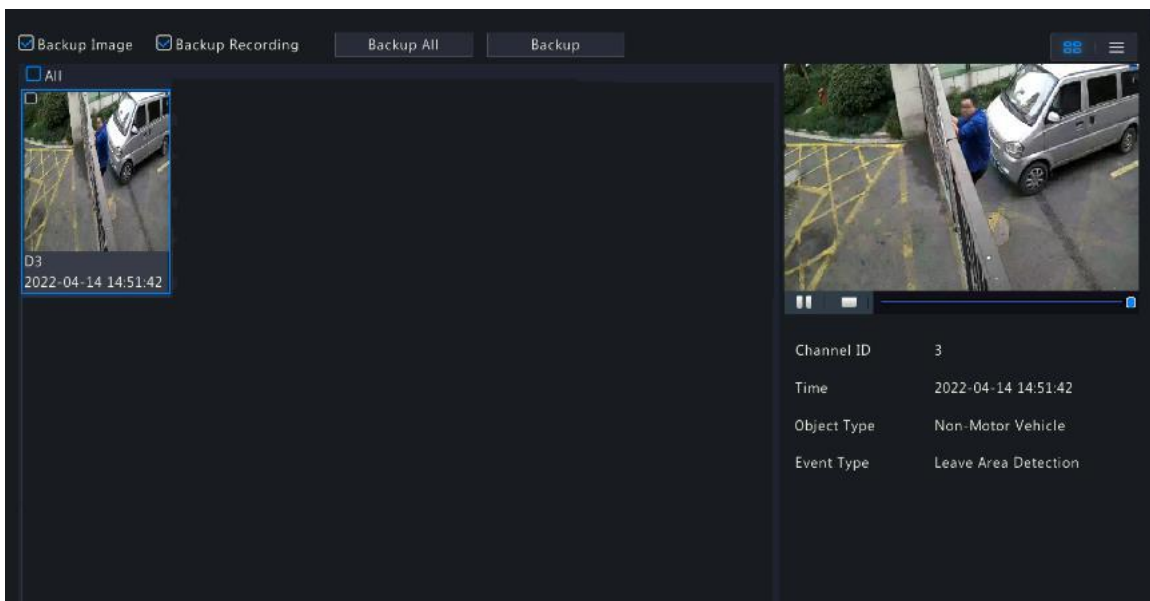 Backup Image Backup Recording Backup All Backup
All
D3
2022-04-14 14:51:42
Channel ID 3
Time 2022-04-14 14:51:42
Object Type Non-Motor Vehicle
Event Type Leave Area Detection